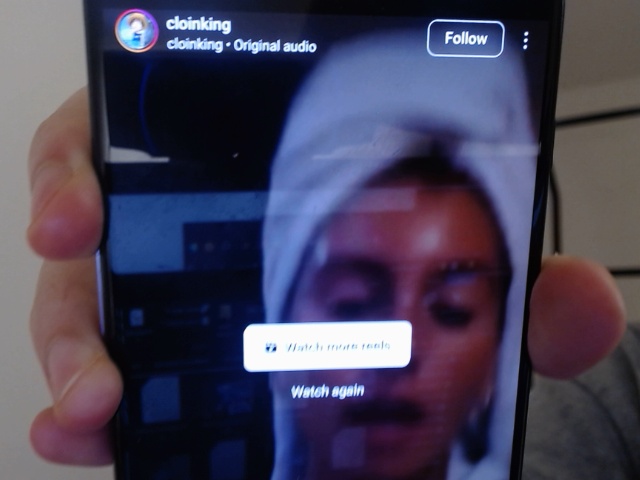 cloinking
cloinking • Original audio
Follow
Watch more reels
Watch again